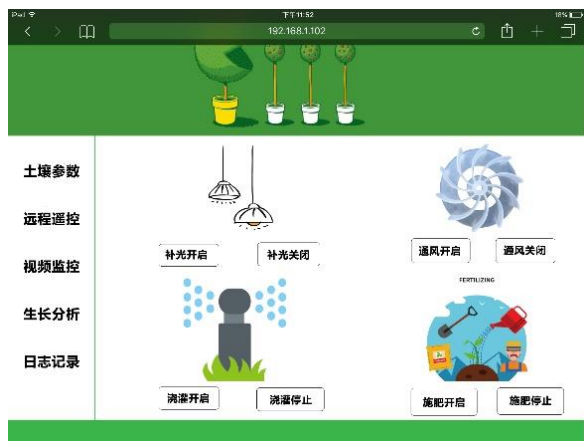 iPad
下午11:52
18%
192.168.1.102
土壤参数
远程遥控
视频监控
生长分析
日志记录
补光开启
补光关闭
通风开启
通风关闭
FERTILIZING
浇灌开启
浇灌停止
施肥开启
施肥停止